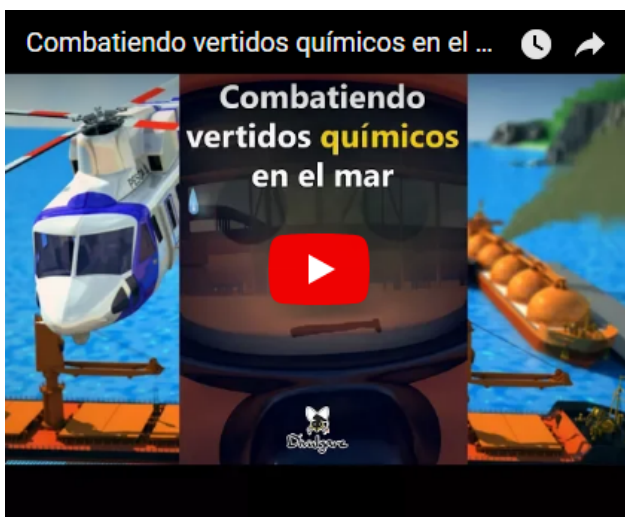 Combatiendo vertidos químicos en el ...
Combatiendo
vertidos químicos
en el mar
Divulgare